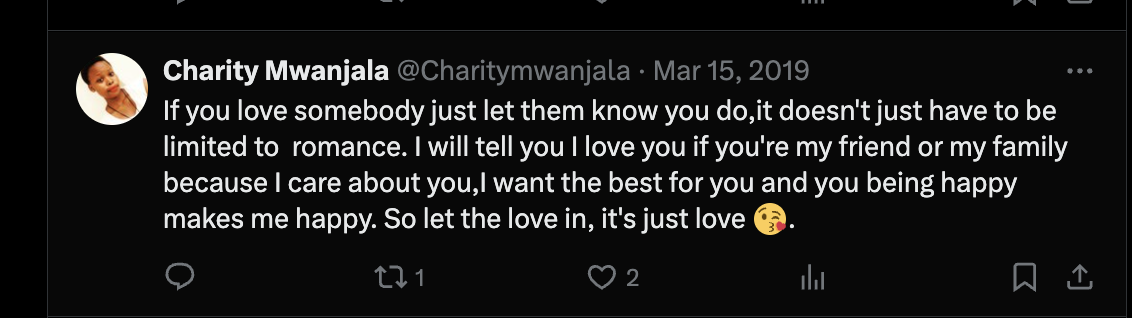 Charity Mwanjala @Charitymwanjala · Mar 15, 2019
If you love somebody just let them know you do,it doesn't just have to be
limited to  romance. I will tell you I love you if you're my friend or my family
because I care about you,I want the best for you and you being happy
makes me happy. So let the love in, it's just love 😘.
1 2